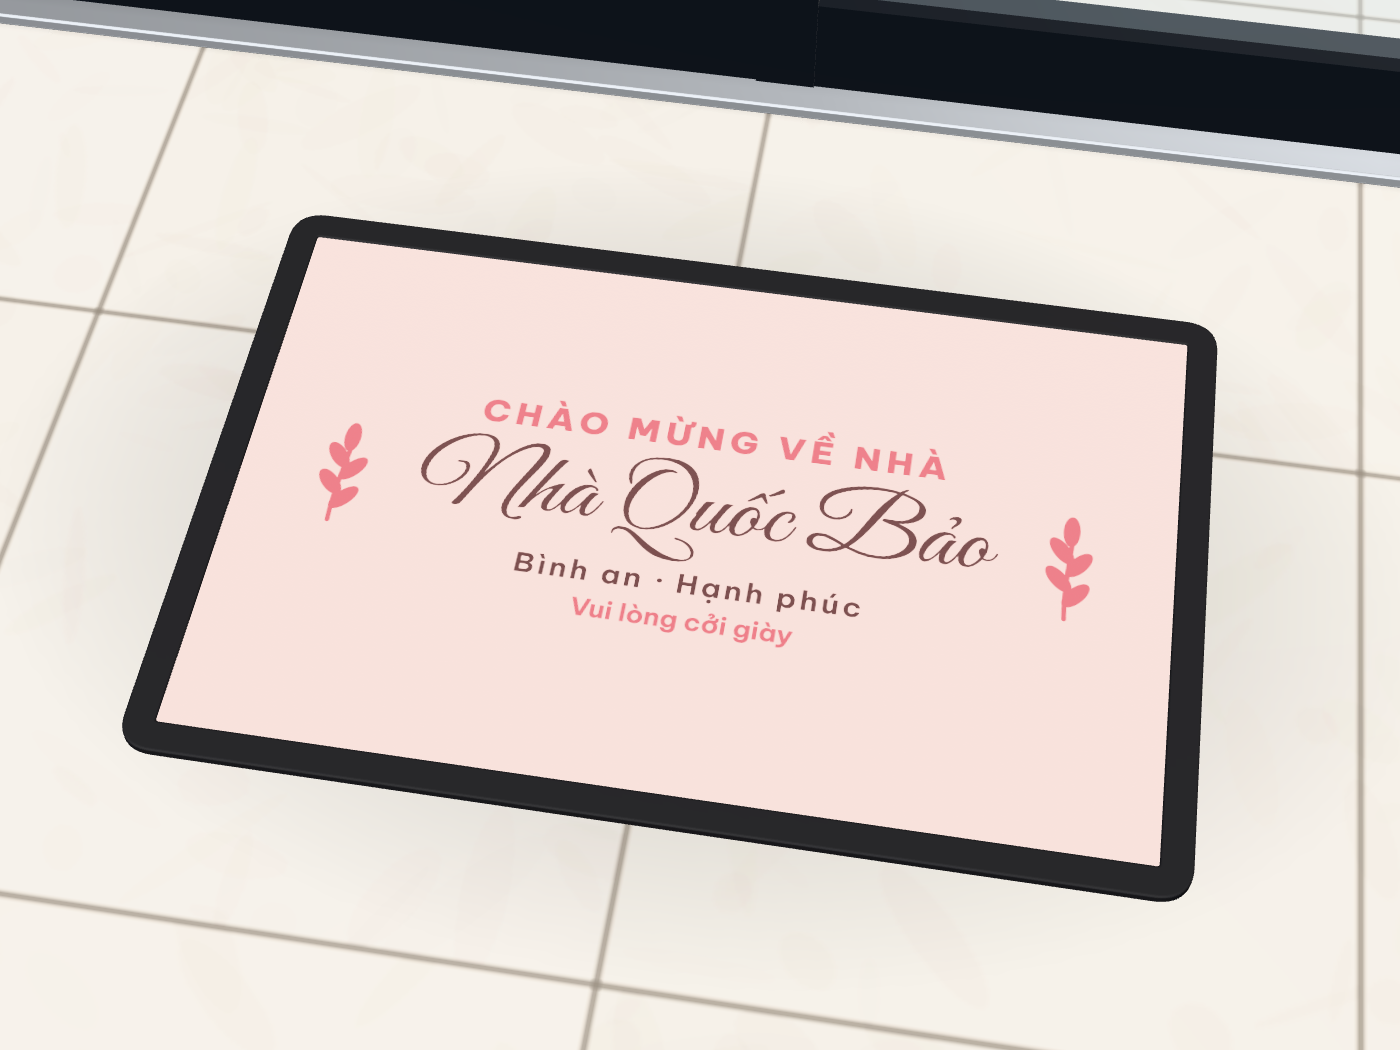 CHÀO MỪNG VỀ NHÀ
Nhà Quốc Bảo
Bình an · Hạnh phúc
Vui lòng cởi giày